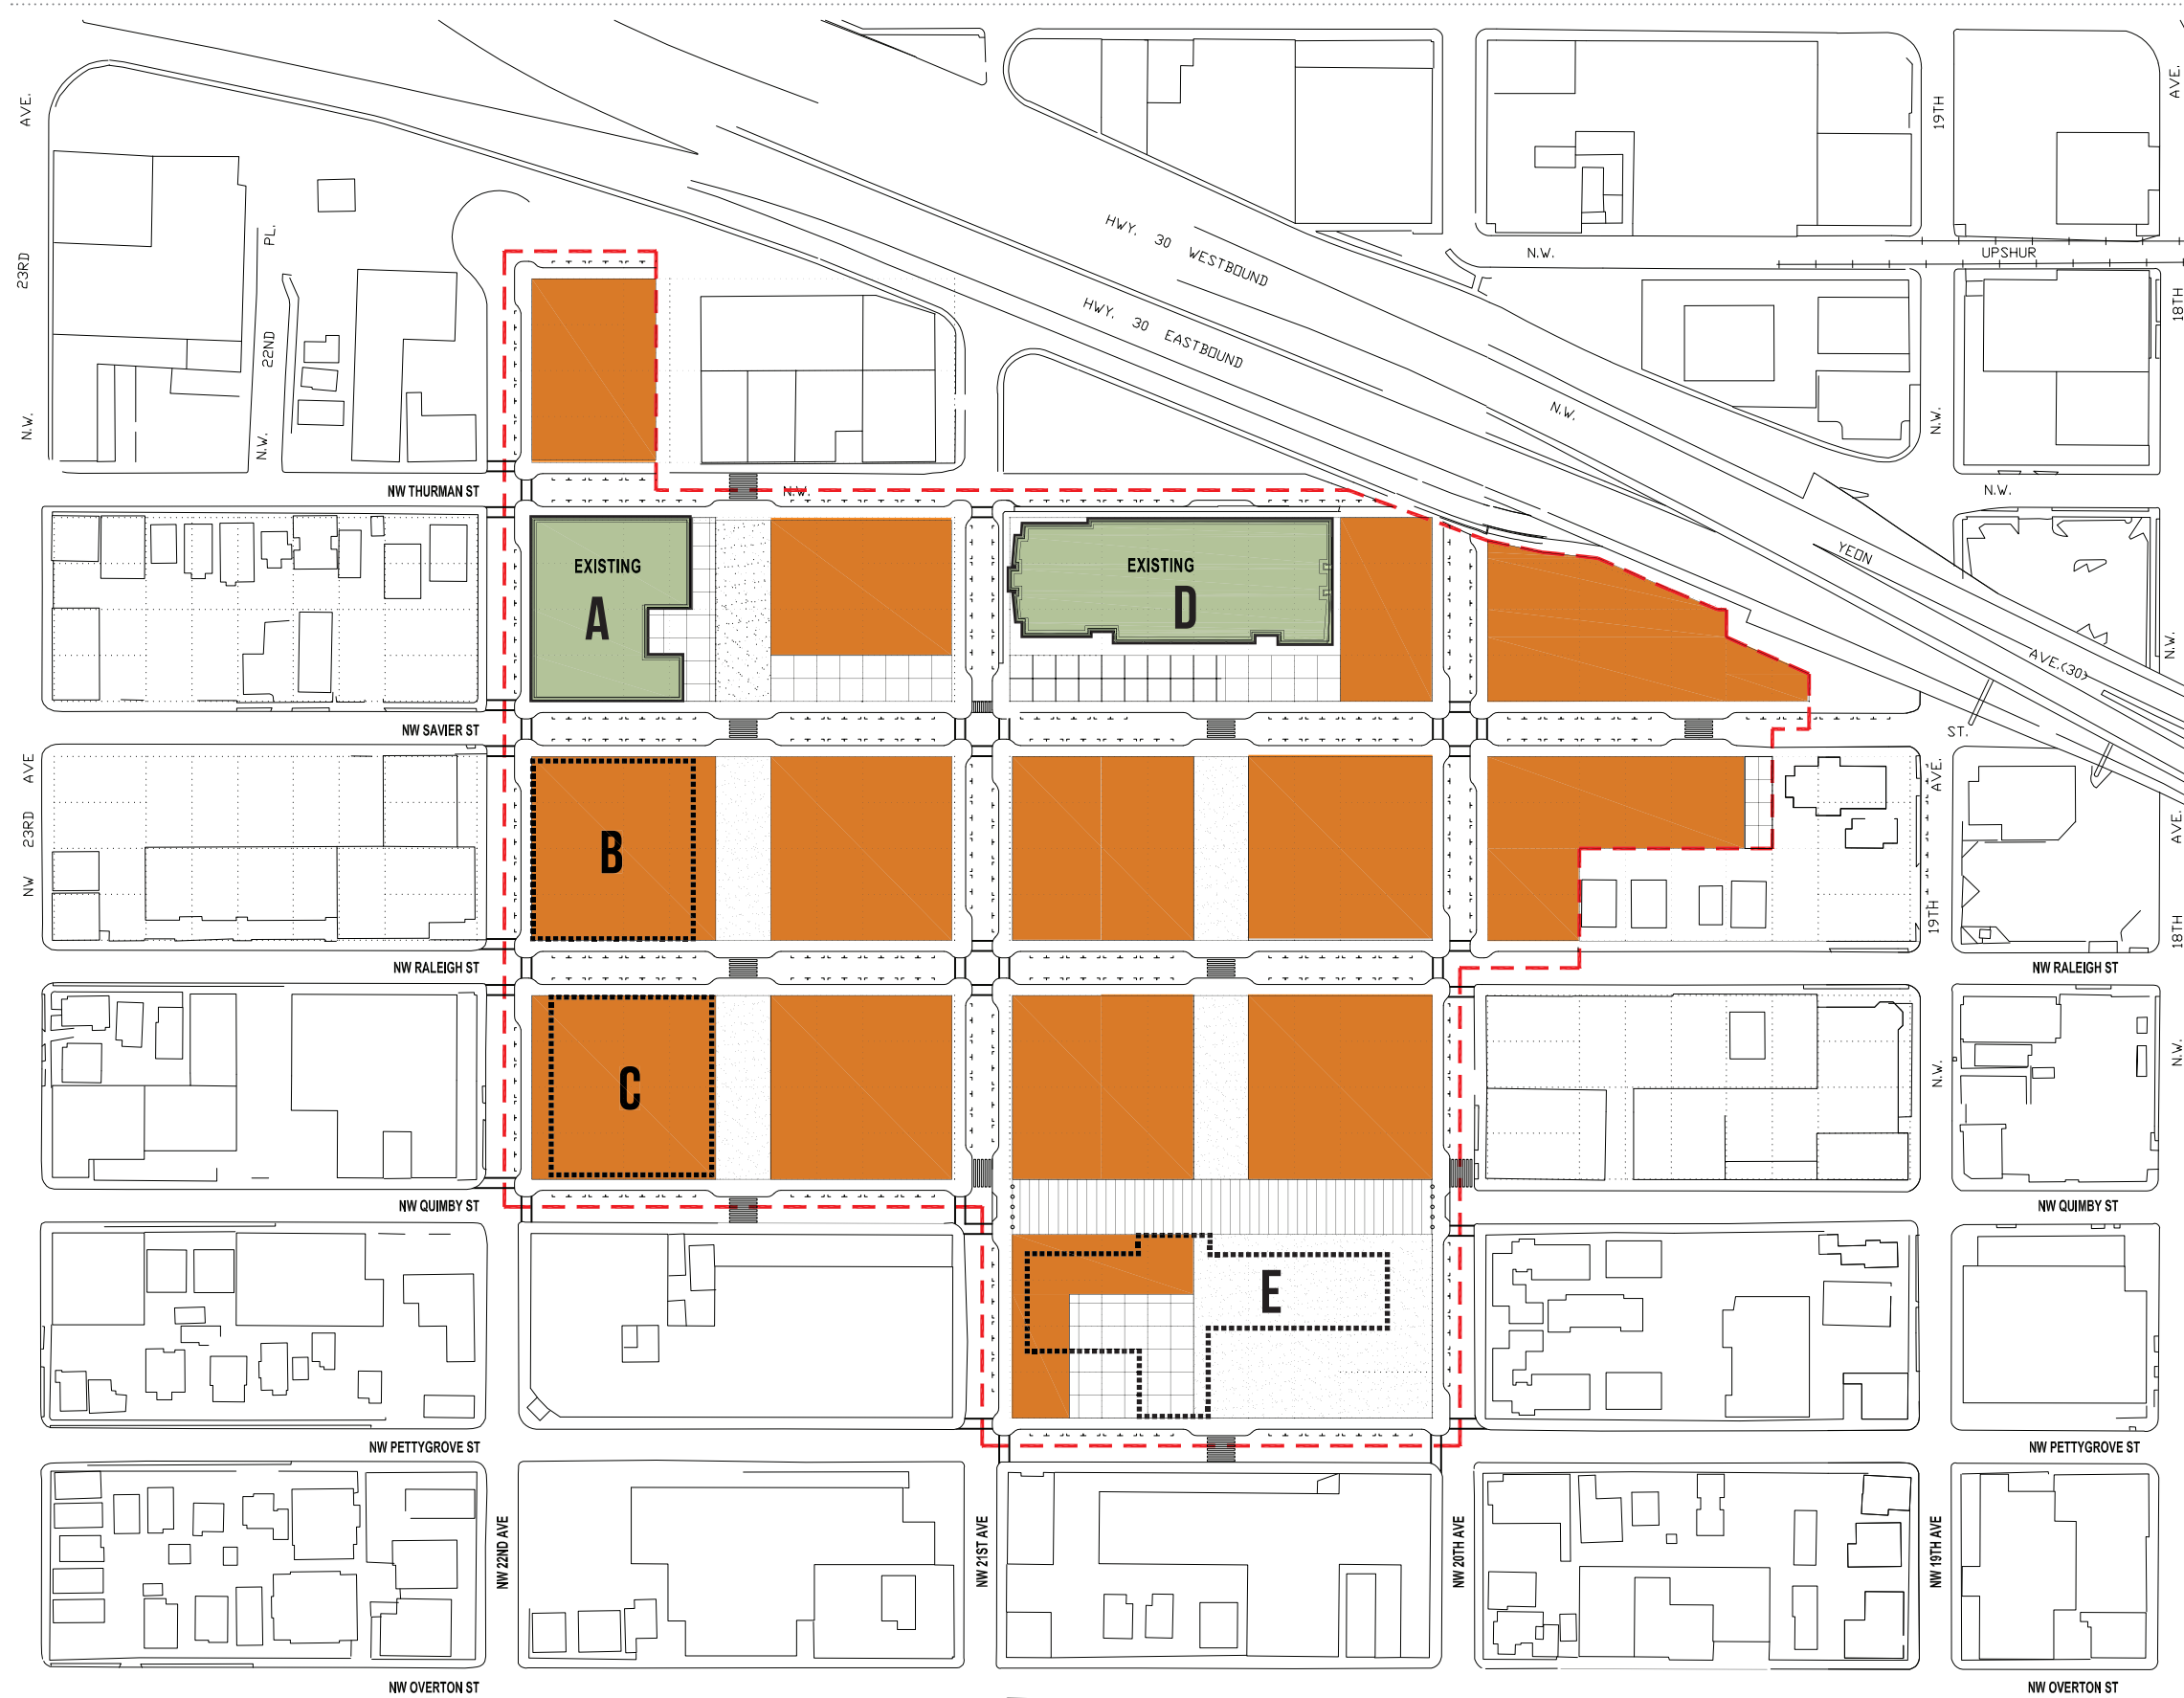 AVE.
23RD
N.W.
PL.
22ND
N.W.
HWY. 30 WESTBOUND
HWY. 30 EASTBOUND
N.W.
19TH
AVE.
N.W.
UPSHUR
18TH
N.W.
N.W.
NW THURMAN ST
N.W.
N.W.
EXISTING
A
EXISTING
D
YEON
AVE.(30)
N.W.
NW SAVIER ST
ST.
AVE
23RD
NW
B
AVE.
19TH
AVE.
18TH
NW RALEIGH ST
NW RALEIGH ST
C
N.W.
N.W.
NW QUIMBY ST
NW QUIMBY ST
E
NW PETTYGROVE ST
NW PETTYGROVE ST
NW 22ND AVE
NW 21ST AVE
NW 20TH AVE
NW 19TH AVE
NW OVERTON ST
NW OVERTON ST